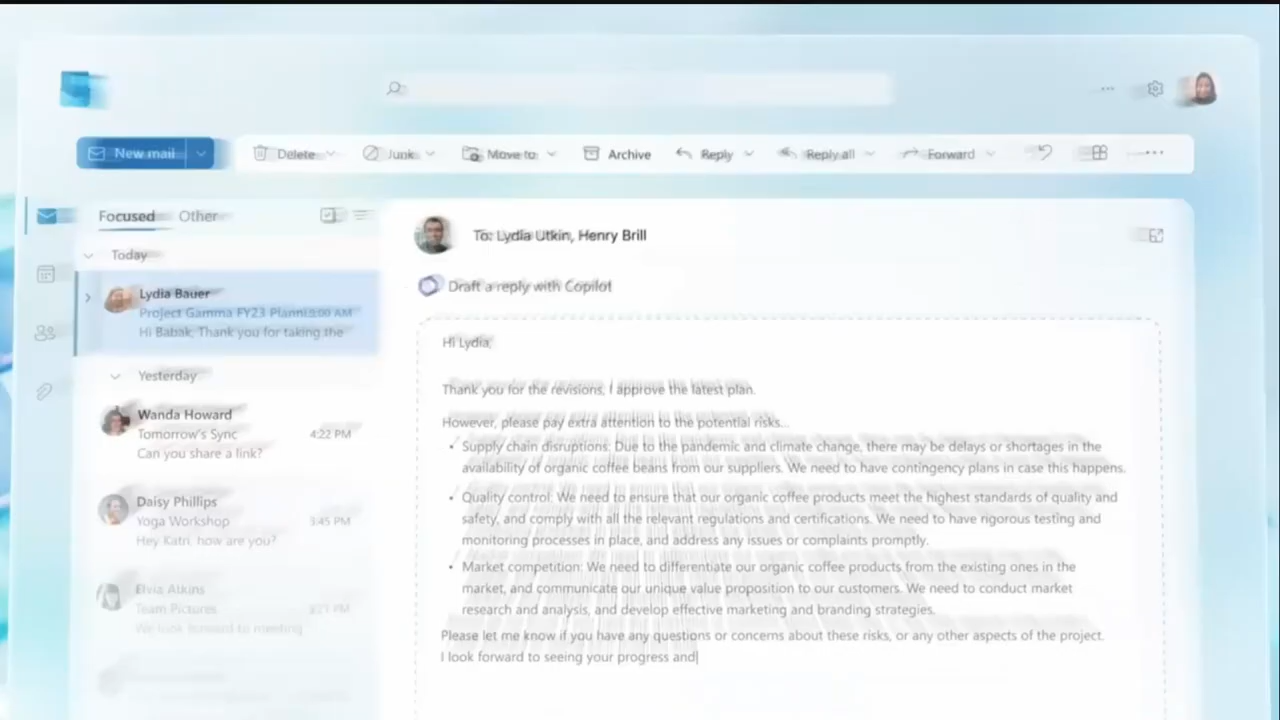 New mail
Delete
Junk
Move to
Archive
Reply
Reply all
Forward
Focused
Other
Today
Lydia Bauer
Project Gamma FY23 Planni 9:00 AM
Hi Babak, Thank you for taking the
Yesterday
Wanda Howard
Tomorrow's Sync
4:22 PM
Can you share a link?
Daisy Phillips
Yoga Workshop
3:45 PM
Hey Katri, how are you?
Elvia Atkins
Team Pictures
We look forward to meeting
To: Lydia Utkin, Henry Brill
Draft a reply with Copilot
Hi Lydia,
Thank you for the revisions, I approve the latest plan.
However, please pay extra attention to the potential risks...
• Supply chain disruptions: Due to the pandemic and climate change, there may be delays or shortages in the
availability of organic coffee beans from our suppliers. We need to have contingency plans in case this happens.
• Quality control: We need to ensure that our organic coffee products meet the highest standards of quality and
safety, and comply with all the relevant regulations and certifications. We need to have rigorous testing and
monitoring processes in place, and address any issues or complaints promptly.
• Market competition: We need to differentiate our organic coffee products from the existing ones in the
market, and communicate our unique value proposition to our customers. We need to conduct market
research and analysis, and develop effective marketing and branding strategies.
Please let me know if you have any questions or concerns about these risks, or any other aspects of the project.
I look forward to seeing your progress and